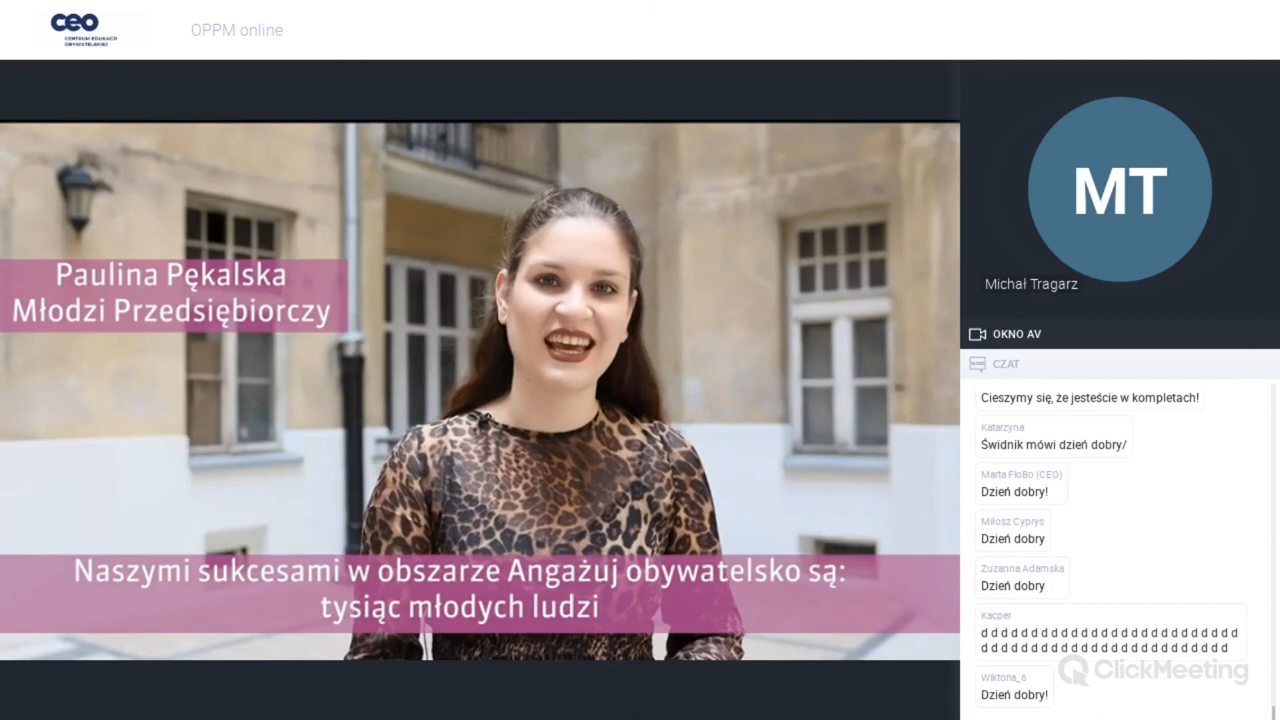 ceo
CENTRUM EDUKACJI
OBYWATELSKIEJ
OPPM online
Paulina Pękalska
Młodzi Przedsiębiorczy
Naszymi sukcesami w obszarze Angażuj obywatelsko są:
tysiąc młodych ludzi
MT
Michał Tragarz
OKNO AV
CZAT
Cieszymy się, że jesteście w kompletach!
Katarzyna
Świdnik mówi dzień dobry/
Marta FloBo (CEO)
Dzień dobry!
Miłosz Cyprys
Dzień dobry
Zuzanna Adamska
Dzień dobry
Kacper
d d d d d d d d d d d d d d d d d d d d d d d d d d
d d d d d d d d d d d d d d d d d d d d d d d d d
ClickMeeting
Wiktoria_6
Dzień dobry!